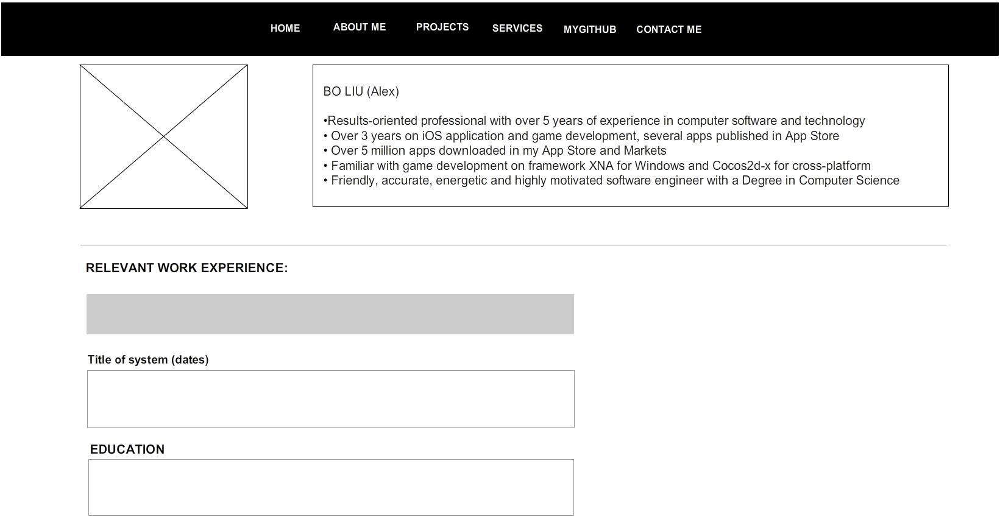 HOME ABOUT ME PROJECTS SERVICES MYGITHUB CONTACT ME
BO LIU (Alex)
•Results-oriented professional with over 5 years of experience in computer software and technology
• Over 3 years on iOS application and game development, several apps published in App Store
• Over 5 million apps downloaded in my App Store and Markets
• Familiar with game development on framework XNA for Windows and Cocos2d-x for cross-platform
• Friendly, accurate, energetic and highly motivated software engineer with a Degree in Computer Science
RELEVANT WORK EXPERIENCE:
Title of system (dates)
EDUCATION